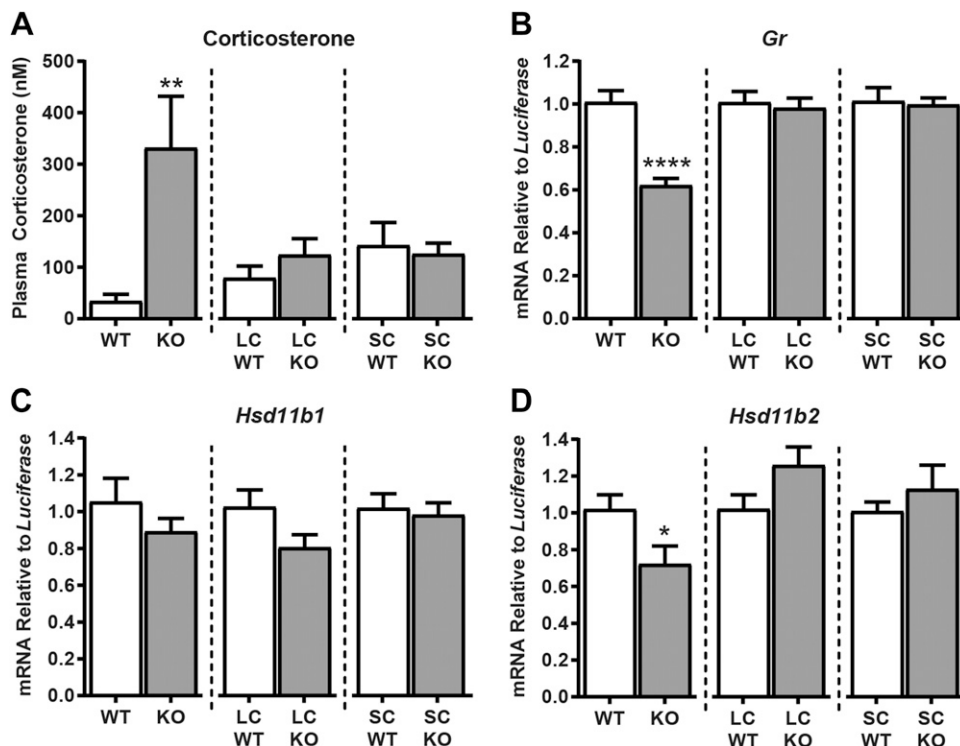 A
Corticosterone
Plasma Corticosterone (nM)
500
400
300
200
100
0
**
WT
KO
LC
WT
LC
KO
SC
WT
SC
KO
B
Gr
mRNA Relative to Luciferase
1.2
1.0
0.8
0.6
0.4
0.2
0.0
****
WT
KO
LC
WT
LC
KO
SC
WT
SC
KO
C
Hsd11b1
mRNA Relative to Luciferase
1.4
1.2
1.0
0.8
0.6
0.4
0.2
0.0
WT
KO
LC
WT
LC
KO
SC
WT
SC
KO
D
Hsd11b2
mRNA Relative to Luciferase
1.4
1.2
1.0
0.8
0.6
0.4
0.2
0.0
*
WT
KO
LC
WT
LC
KO
SC
WT
SC
KO